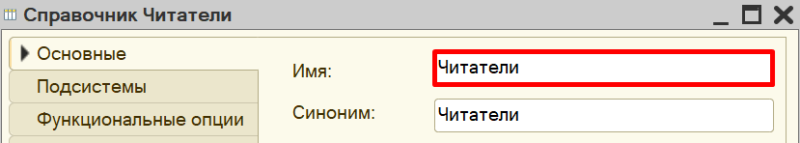 Справочник Читатели
Основные
Имя: Читатели
Подсистемы
Синоним: Читатели
Функциональные опции